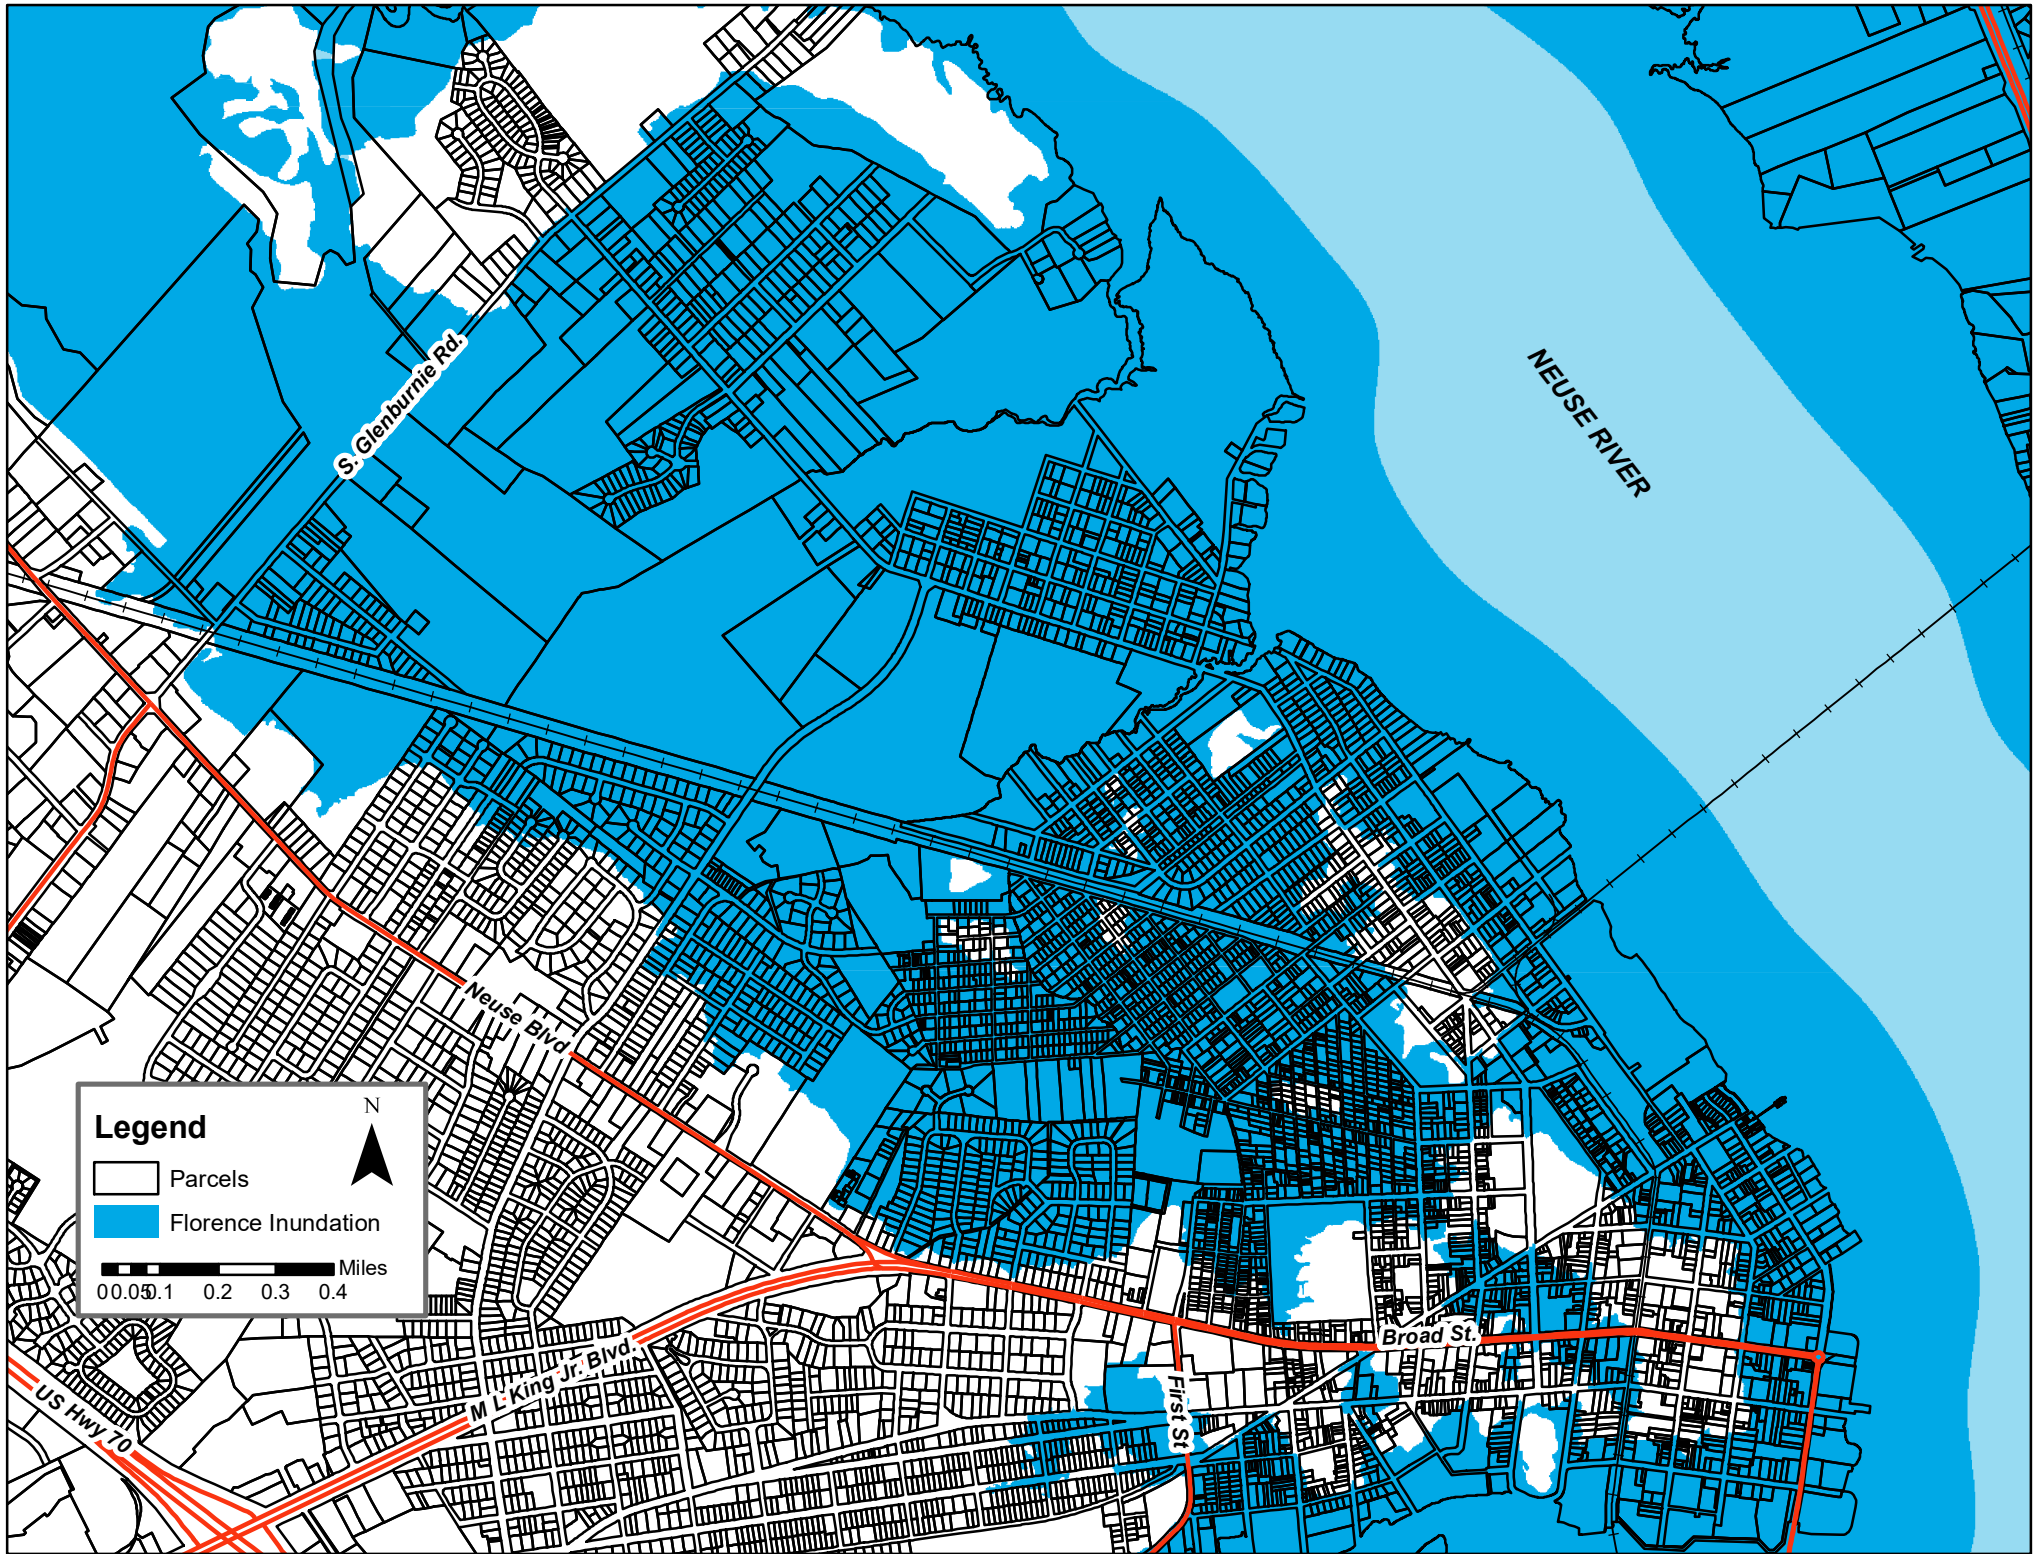 S. Glenburnie Rd.
NEUSE RIVER
Neuse Blvd
Legend
N
Parcels
Florence Inundation
Miles
0 0.05 0.1 0.2 0.3 0.4
Broad St.
M L King Jr. Blvd.
First St
US Hwy 70